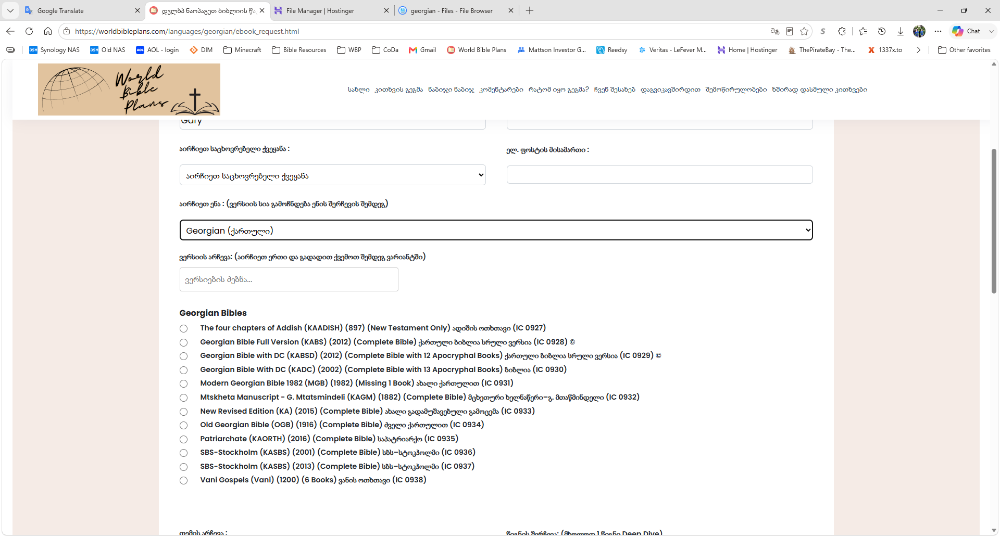 Google Translate
დვლბპ ნაოპაგეთ ბიბლიის წა
File Manager | Hostinger
georgian - Files - File Browser
https://worldbibleplans.com/languages/georgian/ebook_request.html
Chat
Synology NAS
Old NAS
AOL - login
DIM
Minecraft
Bible Resources
WBP
CoDa
Gmail
World Bible Plans
Mattson Investor G...
Reedsy
Veritas - LeFever M...
Home | Hostinger
ThePirateBay - The...
1337x.to
Other favorites
World
Bible
Plans
სახლი კითხვის გეგმა ნაბიჯი ნაბიჯ კომენტარები რატომ იყო გეგმა? ჩვენ შესახებ დაგვიკავშირდით შემოწირულობები ხშირად დასმული კითხვები
Gary
აირჩიეთ საცხოვრებელი ქვეყანა :
ელ. ფოსტის მისამართი :
აირჩიეთ საცხოვრებელი ქვეყანა
აირჩიეთ ენა : (ვერსიის სია გამოჩნდება ენის შერჩევის შემდეგ)
Georgian (ქართული)
ვერსიის არჩევა: (აირჩიეთ ერთი და გადადით ქვემოთ შემდეგ ვარიანტში)
ვერსიების ძებნა...
Georgian Bibles
The four chapters of Addish (KAADISH) (897) (New Testament Only) ადიშის ოთხთავი (IC 0927)
Georgian Bible Full Version (KABS) (2012) (Complete Bible) ქართული ბიბლია სრული ვერსია (IC 0928) ©
Georgian Bible with DC (KABSD) (2012) (Complete Bible with 12 Apocryphal Books) ქართული ბიბლია სრული ვერსია (IC 0929) ©
Georgian Bible With DC (KADC) (2002) (Complete Bible with 13 Apocryphal Books) ბიბლია (IC 0930)
Modern Georgian Bible 1982 (MGB) (1982) (Missing 1 Book) ახალი ქართულით (IC 0931)
Mtskheta Manuscript - G. Mtatsmindeli (KAGM) (1882) (Complete Bible) მცხეთური ხელნაწერი–გ. მთაწმინდელი (IC 0932)
New Revised Edition (KA) (2015) (Complete Bible) ახალი გადამუშავებული გამოცემა (IC 0933)
Old Georgian Bible (OGB) (1916) (Complete Bible) ძველი ქართულით (IC 0934)
Patriarchate (KAORTH) (2016) (Complete Bible) საპატრიარქო (IC 0935)
SBS-Stockholm (KASBS) (2001) (Complete Bible) სბს–სტოკჰოლმი (IC 0936)
SBS-Stockholm (KASBS) (2013) (Complete Bible) სბს–სტოკჰოლმი (IC 0937)
Vani Gospels (Vani) (1200) (6 Books) ვანის ოთხთავი (IC 0938)
თემის არჩევა :
წიგნის შერჩევა: (მხოლოდ 1 წიგნი Deep Dive)